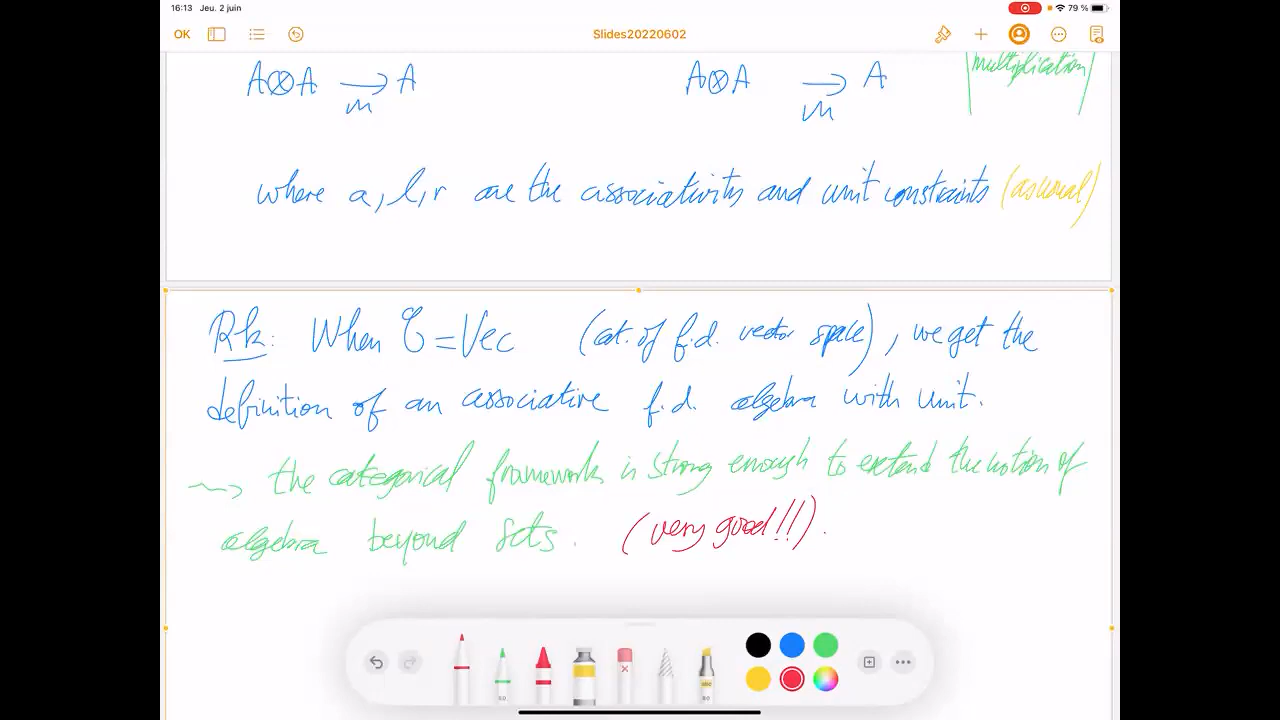 16:13 Jeu. 2 juin
79 %
OK
Slides20220602
A⊗A → A
m
A⊗A → A
m
multiplication
where a, l, r are the associativity and unit constraints (as usual)
Rk: When C = Vec (cat. of f.d. vector space), we get the
definition of an associative f.d. algebra with unit.
⇝ the categorical framework is strong enough to extend the notion of
algebra beyond sets. (very good!!).
80
80